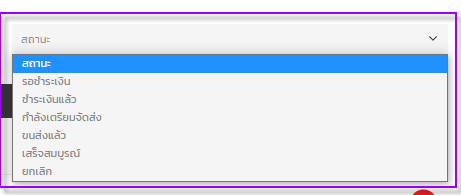 สถานะ
สถานะ
รอชำระเงิน
ชำระเงินแล้ว
กำลังเตรียมจัดส่ง
ขนส่งแล้ว
เสร็จสมบูรณ์
ยกเลิก